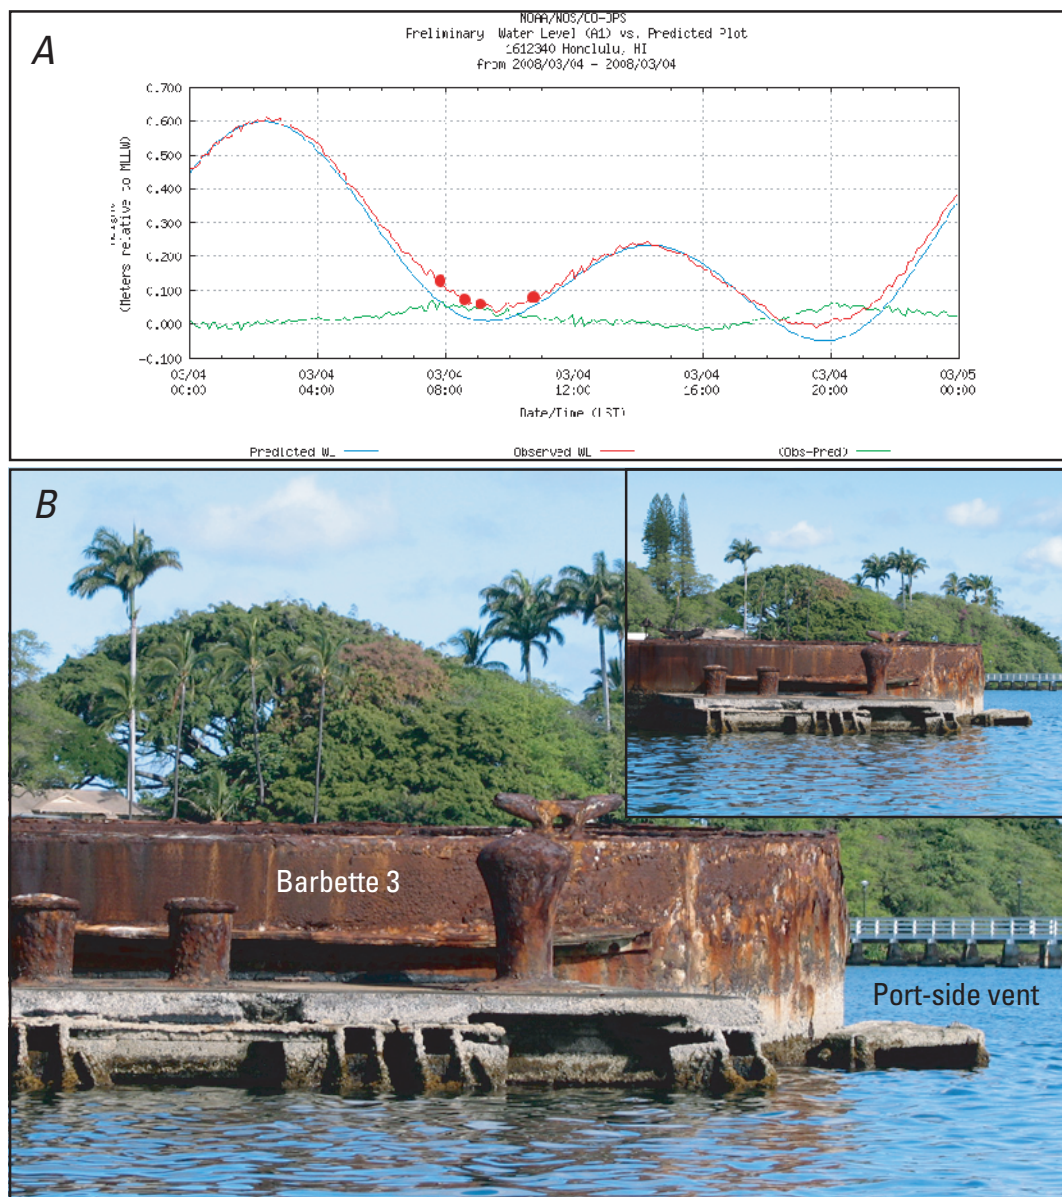 A
NOAA/NOS/CO-OPS
Preliminary Water Level (A1) vs. Predicted Plot
1612340 Honolulu, HI
from 2008/03/04 - 2008/03/04
(Meters relative to MLLW)
0.700
0.600
0.500
0.400
0.300
0.200
0.100
0.000
-0.100
03/04 03/04 03/04 03/04 03/04 03/04 03/05
00:00 04:00 08:00 12:00 16:00 20:00 00:00
Date/Time (LST)
Predicted WL Observed WL (Obs-Pred)
B
Barbette 3
Port-side vent